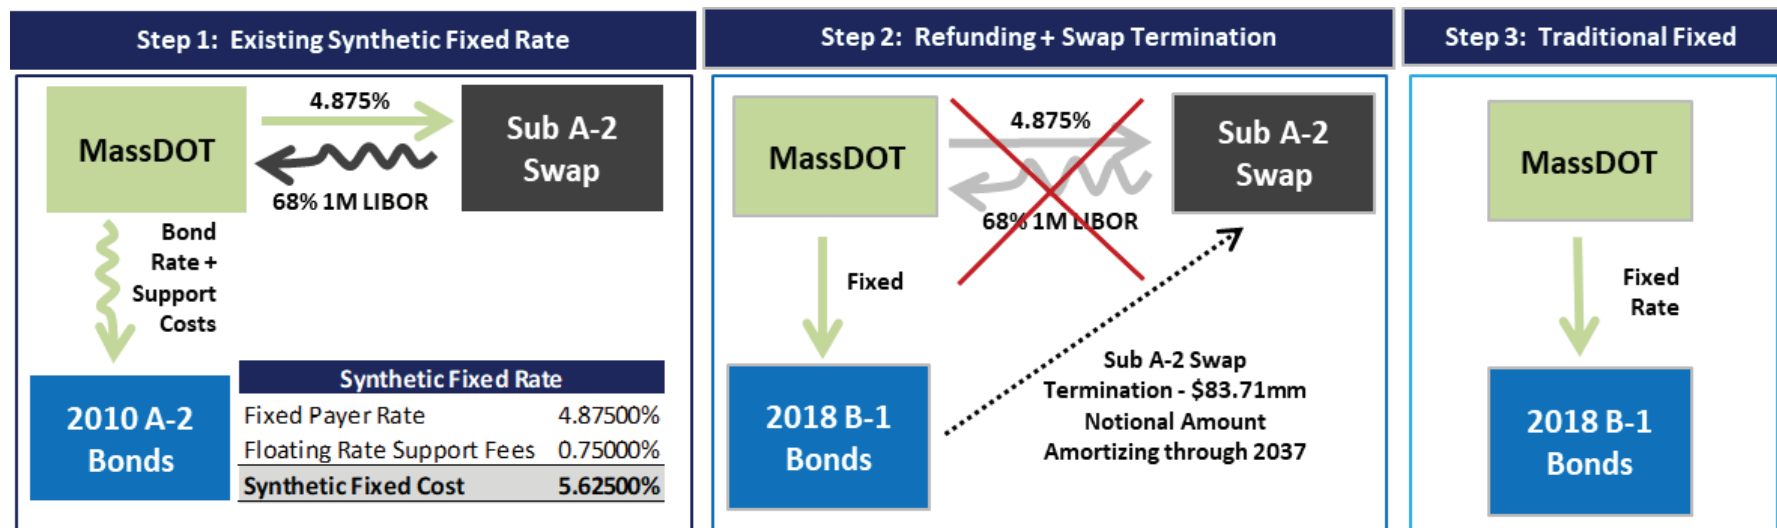 Step 1:  Existing Synthetic Fixed Rate
MassDOT
4.875%
68% 1M LIBOR
Sub A-2
Swap
Bond
Rate +
Support
Costs
2010 A-2
Bonds
Synthetic Fixed Rate
Fixed Payer Rate 4.87500%
Floating Rate Support Fees 0.75000%
Synthetic Fixed Cost 5.62500%
Step 2:  Refunding + Swap Termination
MassDOT
4.875%
68% 1M LIBOR
Sub A-2
Swap
Fixed
2018 B-1
Bonds
Sub A-2 Swap
Termination - $83.71mm
Notional Amount
Amortizing through 2037
Step 3:  Traditional Fixed
MassDOT
Fixed
Rate
2018 B-1
Bonds